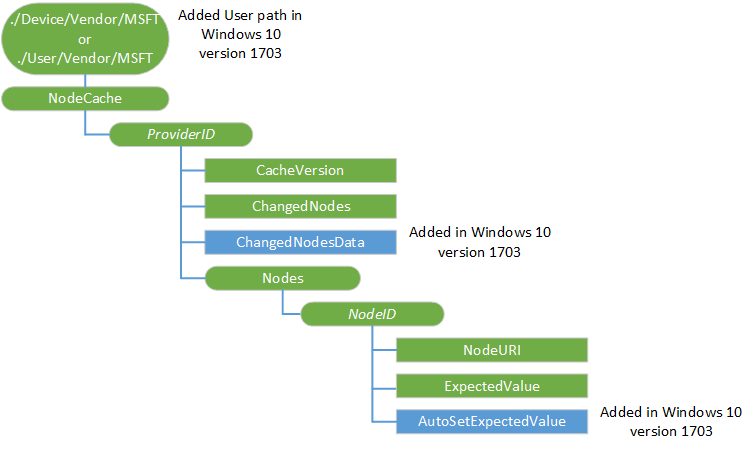 ./Device/Vendor/MSFT
or
./User/Vendor/MSFT
Added User path in
Windows 10
version 1703
NodeCache
ProviderID
CacheVersion
ChangedNodes
ChangedNodesData
Added in Windows 10
version 1703
Nodes
NodeID
NodeURI
ExpectedValue
AutoSetExpectedValue
Added in Windows 10
version 1703